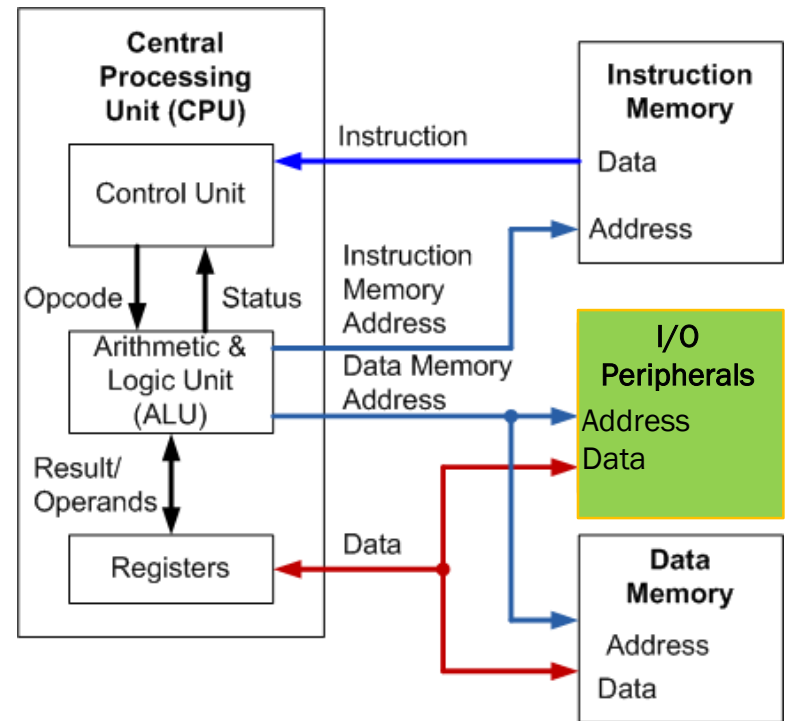 Central
Processing
Unit (CPU)
Control Unit
Opcode
Status
Arithmetic &
Logic Unit
(ALU)
Result/
Operands
Registers
Instruction
Instruction
Memory
Address
Data Memory
Address
Data
Instruction
Memory
Data
Address
I/O
Peripherals
Address
Data
Data
Memory
Address
Data